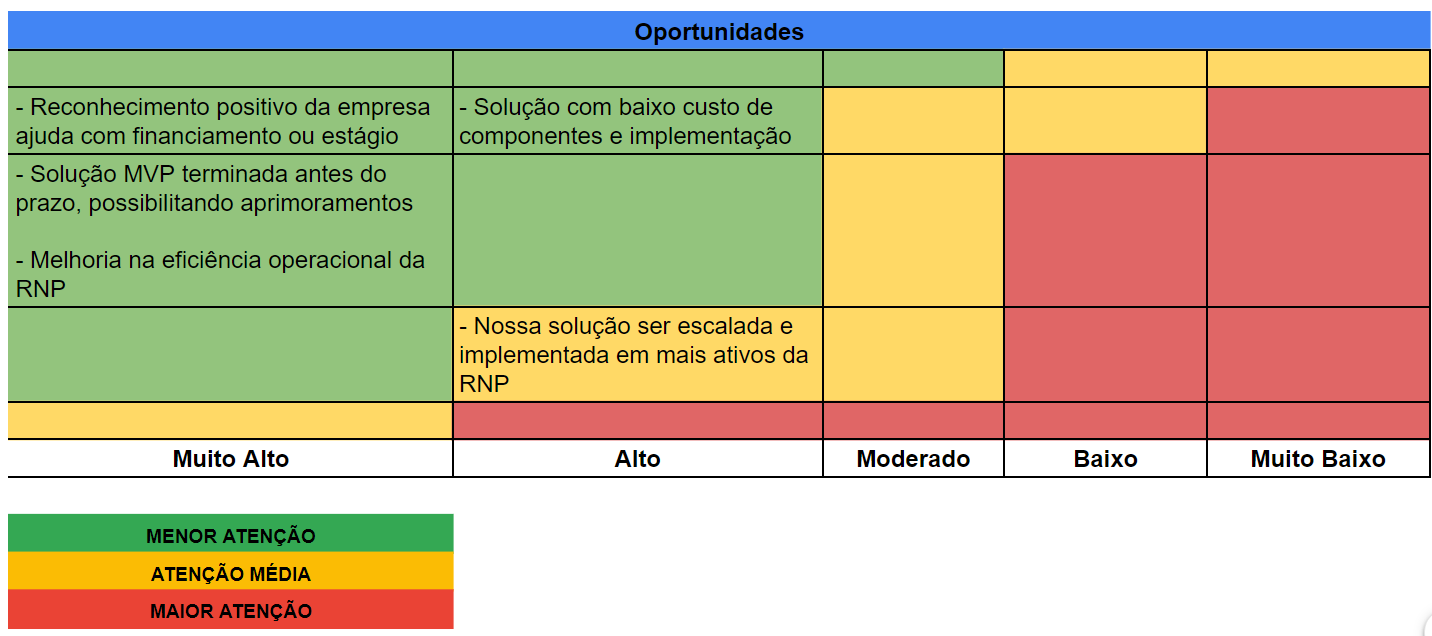 Oportunidades
- Reconhecimento positivo da empresa
ajuda com financiamento ou estágio
- Solução com baixo custo de
componentes e implementação
- Solução MVP terminada antes do
prazo, possibilitando aprimoramentos
- Melhoria na eficiência operacional da
RNP
- Nossa solução ser escalada e
implementada em mais ativos da
RNP
Muito Alto
Alto
Moderado
Baixo
Muito Baixo
MENOR ATENÇÃO
ATENÇÃO MÉDIA
MAIOR ATENÇÃO